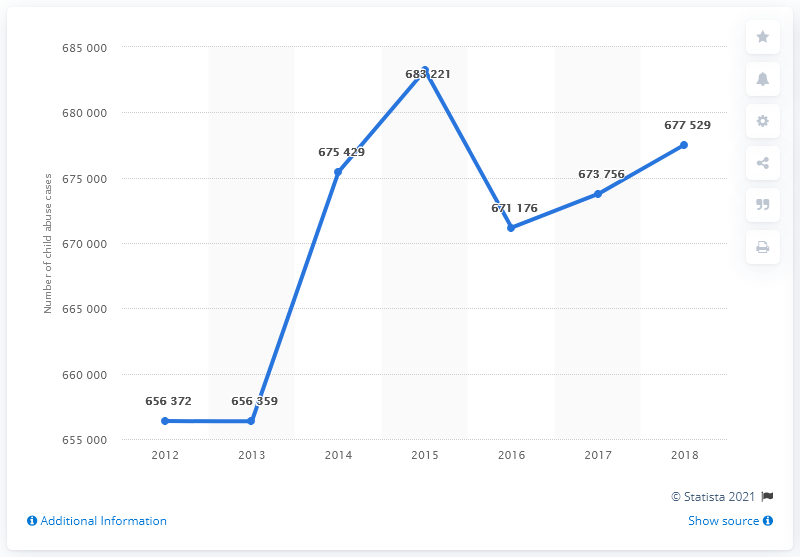 685 000
680 000
675 000
670 000
665 000
660 000
655 000
Number of child abuse cases
656 372
656 359
675 429
683 221
671 176
673 756
677 529
2012 2013 2014 2015 2016 2017 2018
© Statista 2021
Additional Information
Show source